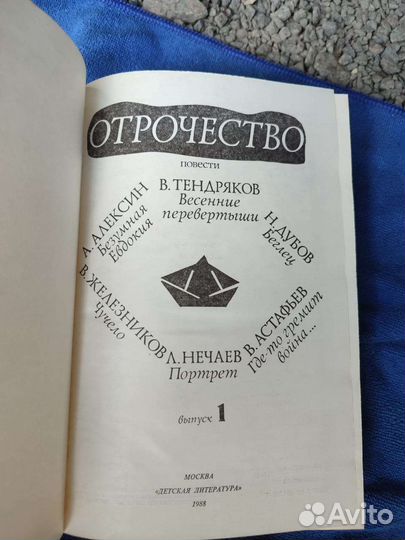 ОТРОЧЕСТВО
повести
А. АЛЕКСИН
Безумная
Евдокия
В. ТЕНДРЯКОВ
Весенние
перевертыши
Н. ДУБОВ
Беглец
В. ЖЕЛЕЗНИКОВ
Чучело
Л. НЕЧАЕВ
Портрет
В. АСТАФЬЕВ
Где-то гремит
война...
выпуск 1
МОСКВА
«ДЕТСКАЯ ЛИТЕРАТУРА»
1988
Avito